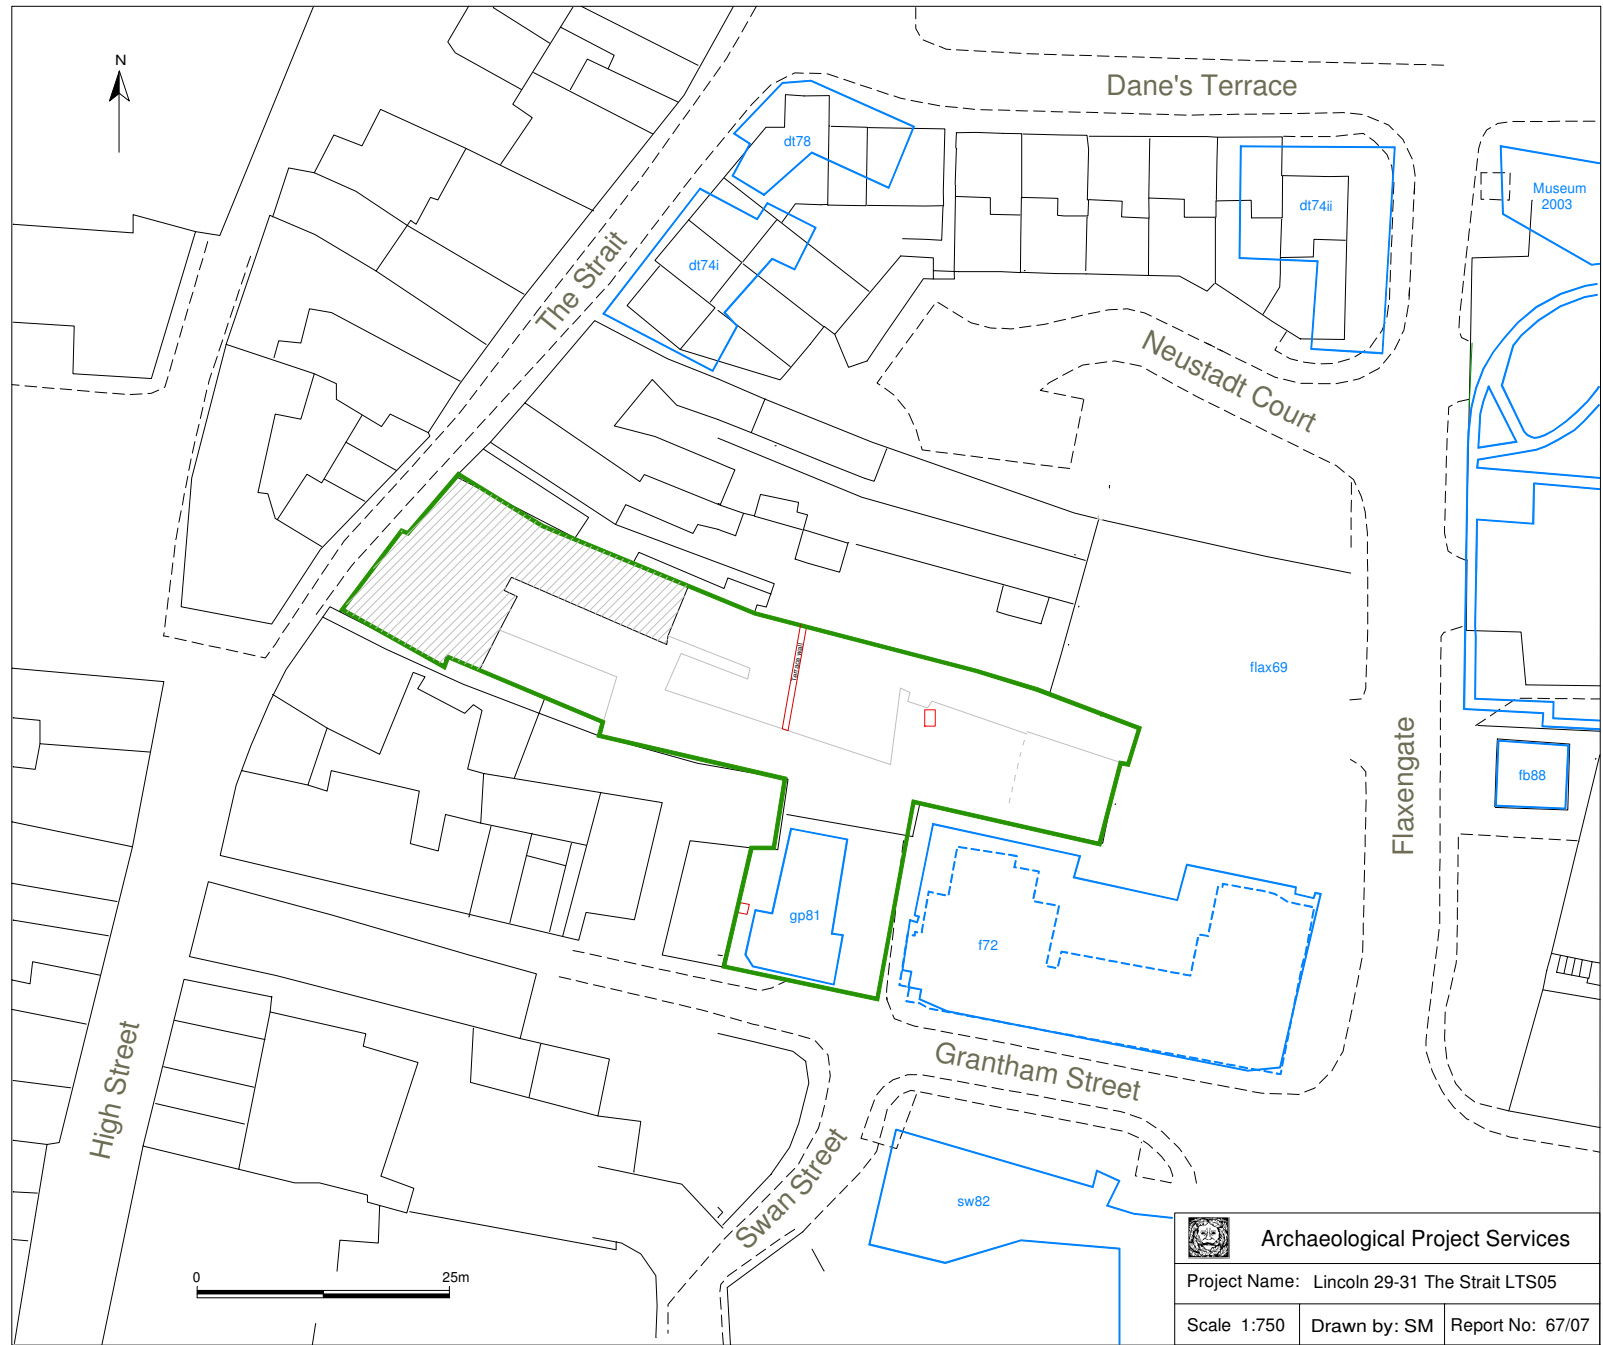 N
Dane's Terrace
dt78
Museum
2003
dt74ii
The Strait
dt74i
Neustadt Court
terrace wall
flax69
Flaxengate
fb88
gp81
f72
High Street
Grantham Street
Swan Street
sw82
0 25m
Archaeological Project Services
Project Name: Lincoln 29-31 The Strait LTS05
Scale 1:750 Drawn by: SM Report No: 67/07